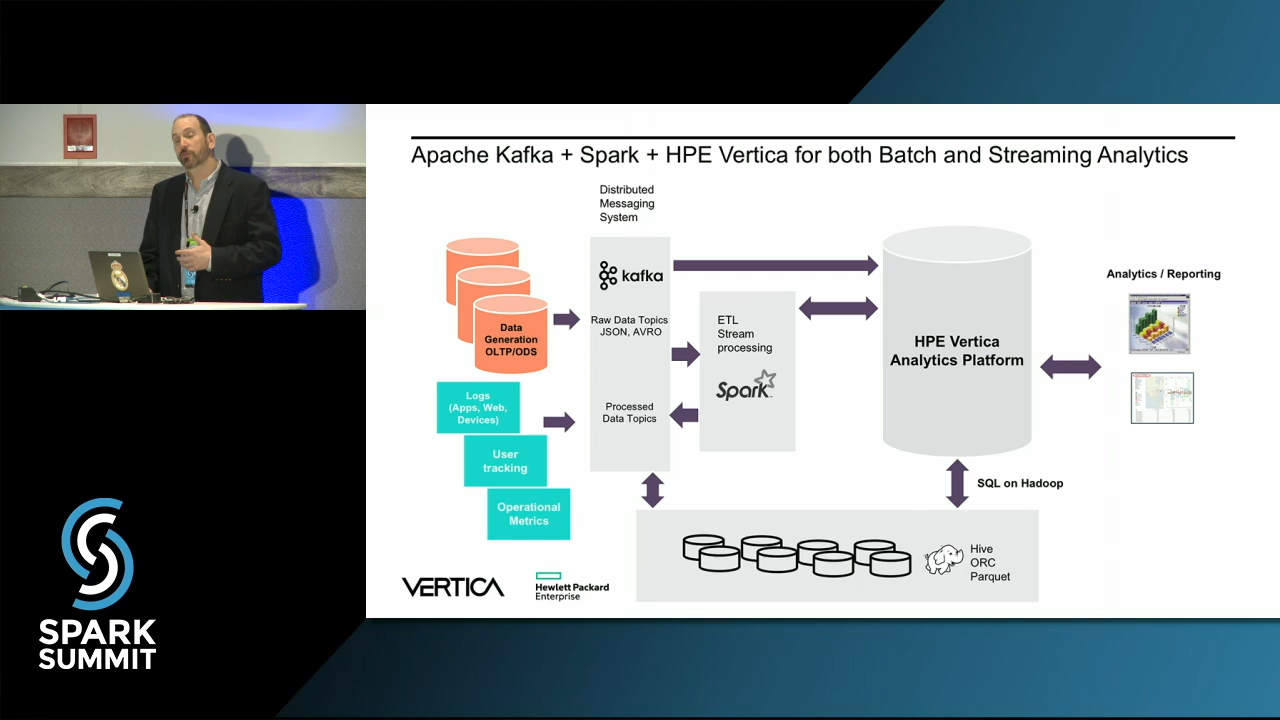 Apache Kafka + Spark + HPE Vertica for both Batch and Streaming Analytics
Distributed
Messaging
System
kafka
Raw Data Topics
JSON, AVRO
Processed
Data Topics
Data
Generation
OLTP/ODS
Logs
(Apps, Web,
Devices)
User
tracking
Operational
Metrics
ETL
Stream
processing
Spark
HPE Vertica
Analytics Platform
Analytics / Reporting
SQL on Hadoop
Hive
ORC
Parquet
VERTICA
Hewlett Packard
Enterprise
SPARK
SUMMIT